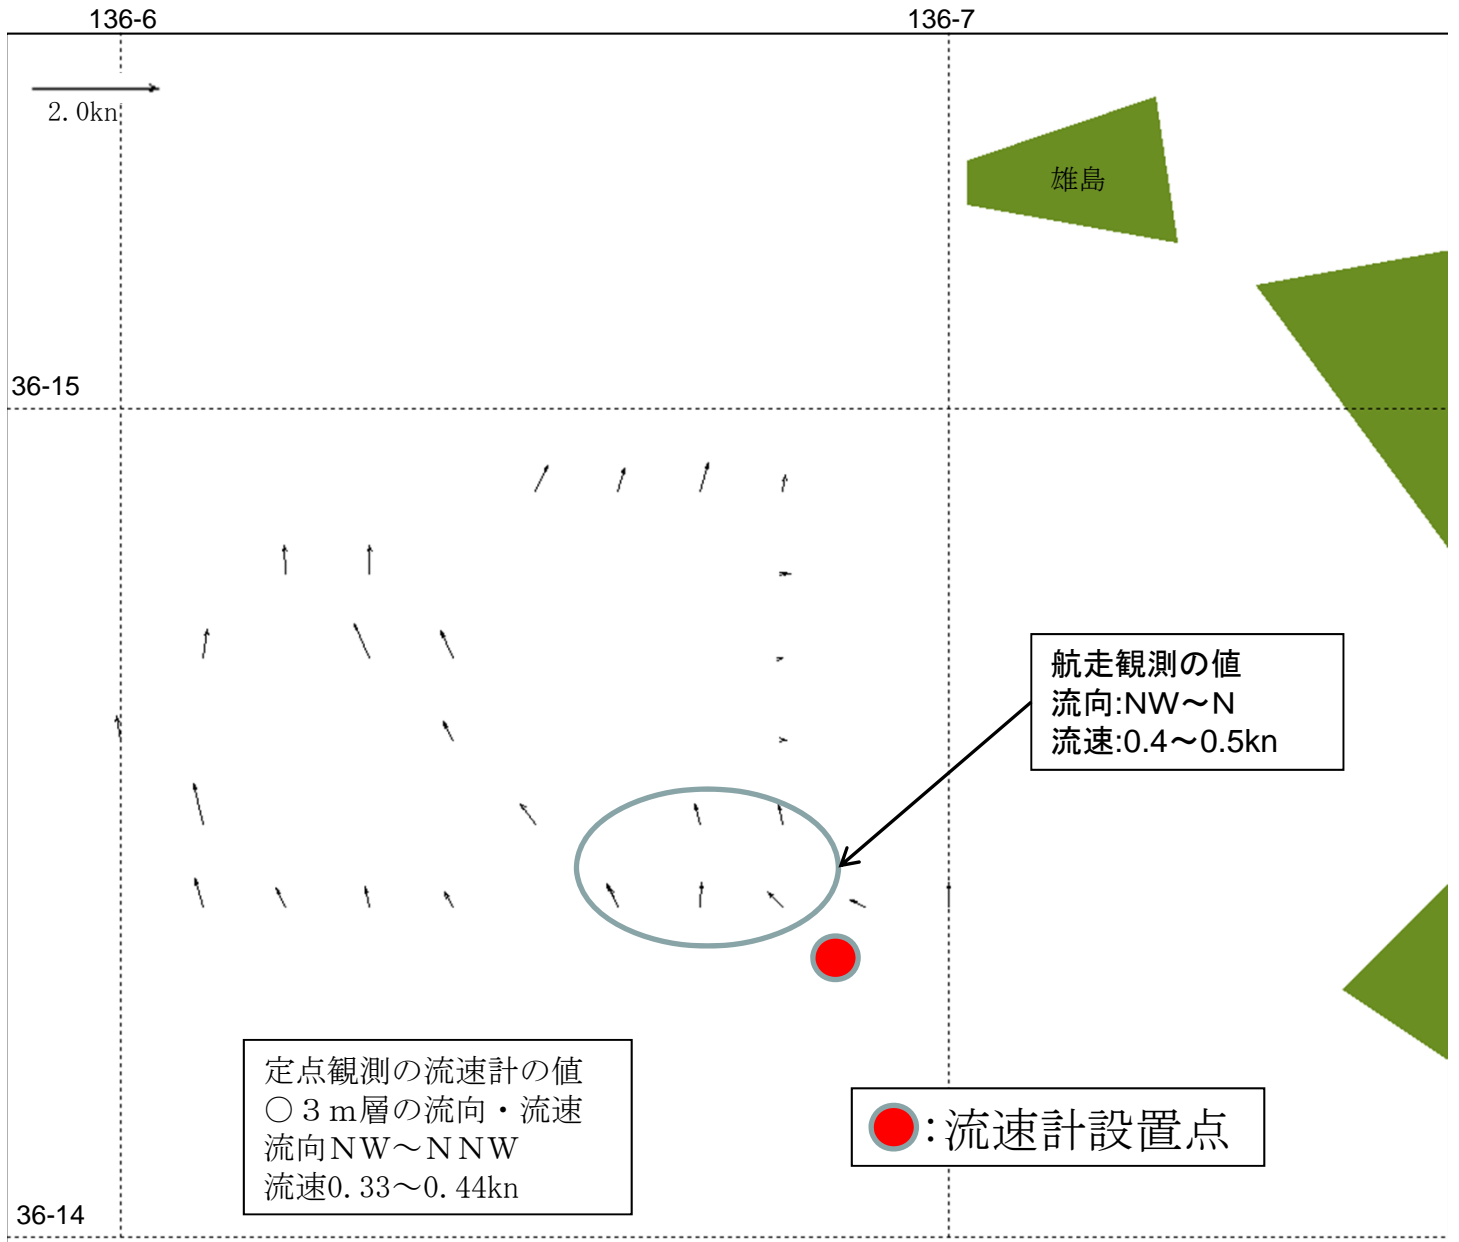 136-6
136-7
2.0kn
雄島
36-15
航走観測の値
流向:NW～N
流速:0.4～0.5kn
定点観測の流速計の値
○３ｍ層の流向・流速
流向ＮＷ～ＮＮＷ
流速0.33～0.44kn
:流速計設置点
36-14